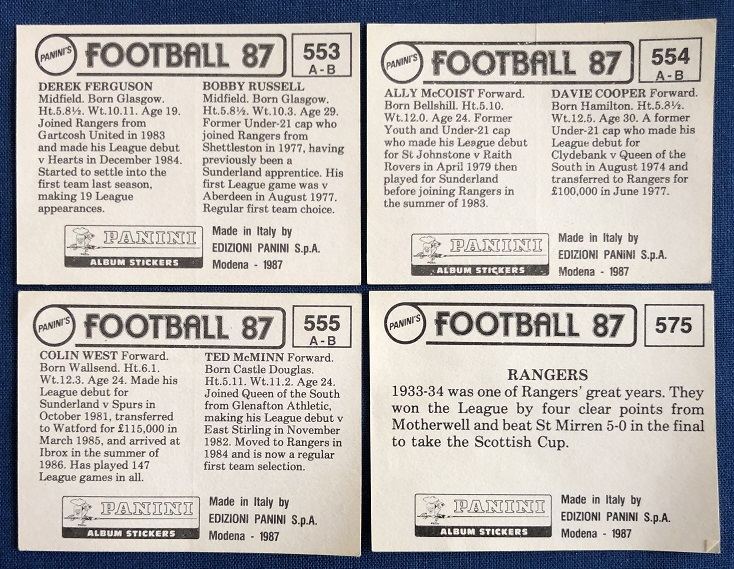 PANINI'S
FOOTBALL 87
553
A - B
DEREK FERGUSON
Midfield. Born Glasgow.
Ht.5.8½. Wt.10.11. Age 19.
Joined Rangers from
Gartcosh United in 1983
and made his League debut
v Hearts in December 1984.
Started to settle into the
first team last season,
making 19 League
appearances.
BOBBY RUSSELL
Midfield. Born Glasgow.
Ht.5.8½. Wt.10.3. Age 29.
Former Under-21 cap who
joined Rangers from
Shettleston in 1977, having
previously been a
Sunderland apprentice. His
first League game was v
Aberdeen in August 1977.
Regular first team choice.
PANINI
ALBUM STICKERS
Made in Italy by
EDIZIONI PANINI S.p.A.
Modena - 1987
PANINI'S
FOOTBALL 87
554
A - B
ALLY McCOIST Forward.
Born Bellshill. Ht.5.10.
Wt.12.0. Age 24. Former
Youth and Under-21 cap
who made his League debut
for St Johnstone v Raith
Rovers in April 1979 then
played for Sunderland
before joining Rangers in
the summer of 1983.
DAVIE COOPER Forward.
Born Hamilton. Ht.5.8½.
Wt.12.5. Age 30. A former
Under-21 cap who made his
League debut for
Clydebank v Queen of the
South in August 1974 and
transferred to Rangers for
£100,000 in June 1977.
PANINI
ALBUM STICKERS
Made in Italy by
EDIZIONI PANINI S.p.A.
Modena - 1987
PANINI'S
FOOTBALL 87
555
A - B
COLIN WEST Forward.
Born Wallsend. Ht.6.1.
Wt.12.3. Age 24. Made his
League debut for
Sunderland v Spurs in
October 1981, transferred
to Watford for £115,000 in
March 1985, and arrived at
Ibrox in the summer of
1986. Has played 147
League games in all.
TED McMINN Forward.
Born Castle Douglas.
Ht.5.11. Wt.11.2. Age 24.
Joined Queen of the South
from Glenafton Athletic,
making his League debut v
East Stirling in November
1982. Moved to Rangers in
1984 and is now a regular
first team selection.
PANINI
ALBUM STICKERS
Made in Italy by
EDIZIONI PANINI S.p.A.
Modena - 1987
PANINI'S
FOOTBALL 87
575
RANGERS
1933-34 was one of Rangers' great years. They
won the League by four clear points from
Motherwell and beat St Mirren 5-0 in the final
to take the Scottish Cup.
PANINI
ALBUM STICKERS
Made in Italy by
EDIZIONI PANINI S.p.A.
Modena - 1987